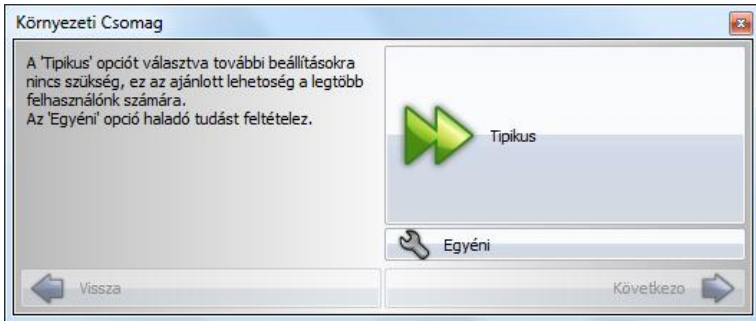 Környezeti Csomag
A 'Tipikus' opciót választva további beállításokra
nincs szükség, ez az ajánlott lehetoség a legtöbb
felhasználónk számára.
Az 'Egyéni' opció haladó tudást feltételez.
Tipikus
Egyéni
Vissza
Következo